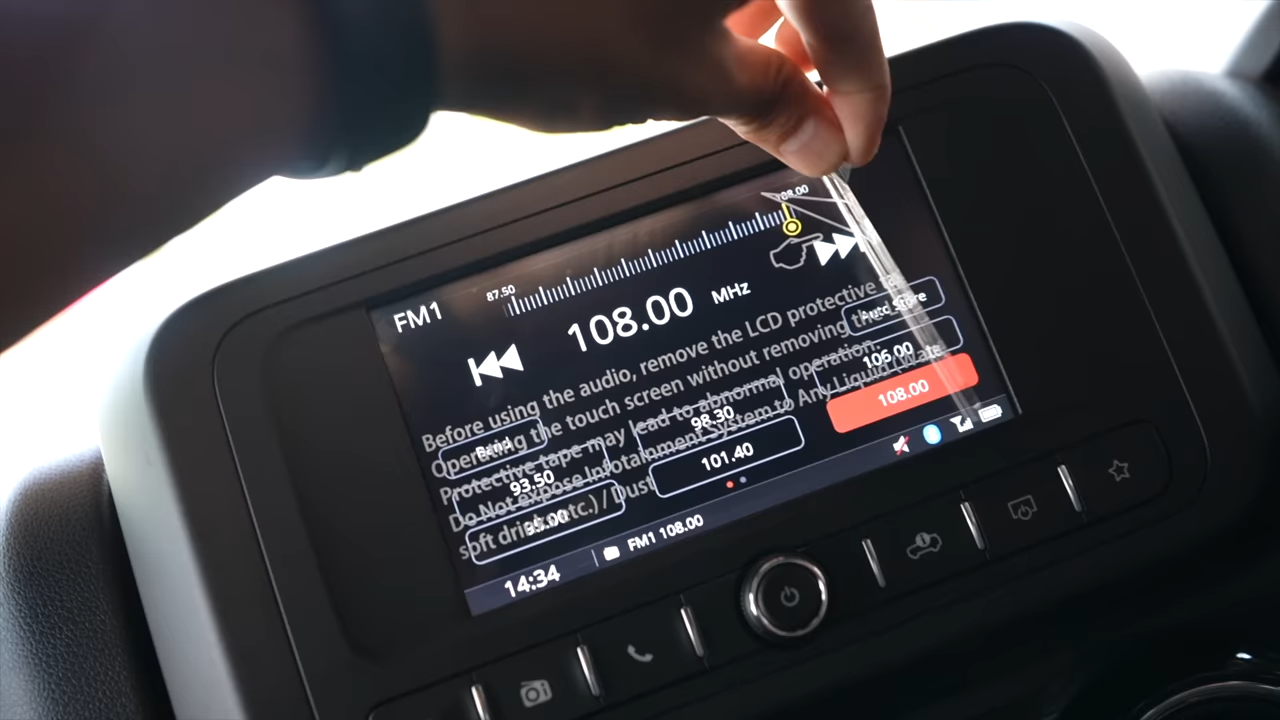 108.00
87.50
FM1
108.00 MHz
Before using the audio, remove the LCD protective
Operating the touch screen without removing the
Protective tape may lead to abnormal operation.
Do Not expose Infotainment System to Any Liquid (Wate
soft drinks etc.) / Dust
Auto Store
Band
98.30
106.00
93.50
101.40
108.00
95.00
14:34
FM1 108.00